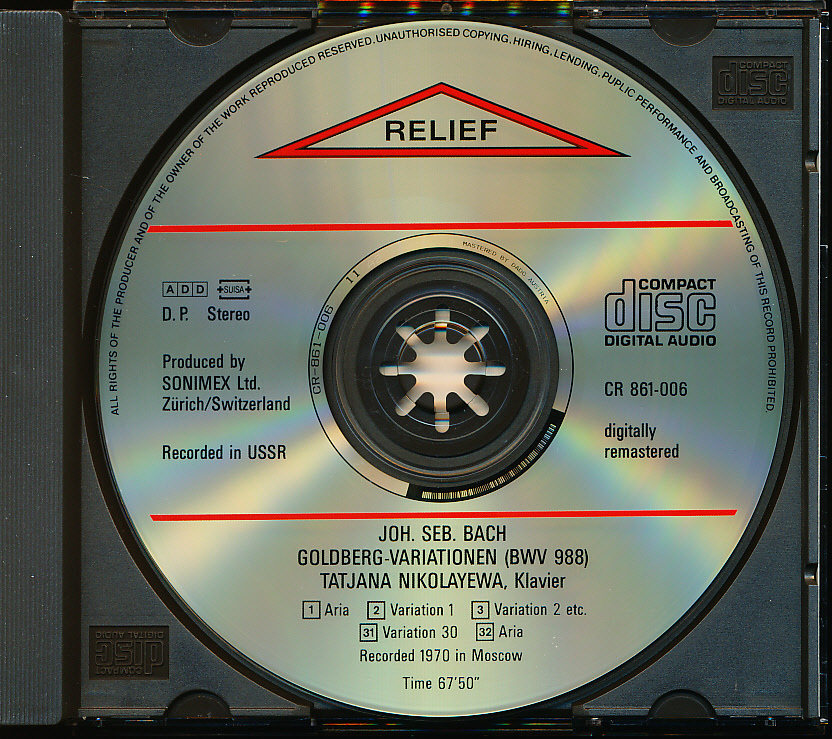 ALL RIGHTS OF THE PRODUCER AND OF THE OWNER OF THE WORK REPRODUCED RESERVED. UNAUTHORISED COPYING, HIRING, LENDING, PUPLIC PERFORMANCE AND BROADCASTING OF THIS RECORD PROHIBITED.
COMPACT
disc
DIGITAL AUDIO
RELIEF
MASTERED BY DADC AUSTRIA
CR-861-006 11
ADD SUISA
D.P. Stereo
COMPACT
disc
DIGITAL AUDIO
Produced by
SONIMEX Ltd.
Zürich/Switzerland
CR 861-006
Recorded in USSR
digitally
remastered
JOH. SEB. BACH
GOLDBERG-VARIATIONEN (BWV 988)
TATJANA NIKOLAYEWA, Klavier
1 Aria 2 Variation 1 3 Variation 2 etc.
31 Variation 30 32 Aria
Recorded 1970 in Moscow
Time 67'50"
COMPACT
disc
DIGITAL AUDIO